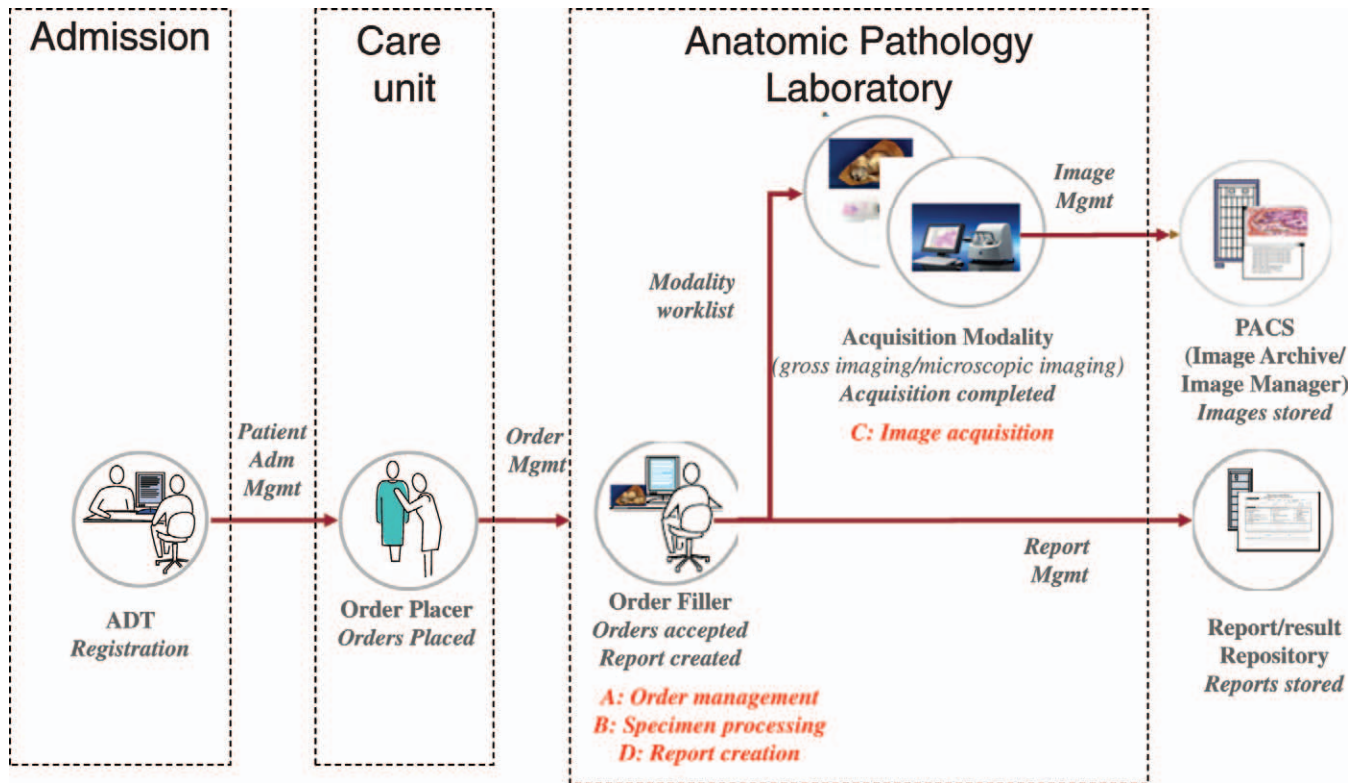 Admission
Care
unit
Anatomic Pathology
Laboratory
Image
Mgmt
Modality
worklist
Acquisition Modality
(gross imaging/microscopic imaging)
Acquisition completed
C: Image acquisition
PACS
(Image Archive/
Image Manager)
Images stored
Patient
Adm
Mgmt
Order
Mgmt
Report
Mgmt
ADT
Registration
Order Placer
Orders Placed
Order Filler
Orders accepted
Report created
A: Order management
B: Specimen processing
D: Report creation
Report/result
Repository
Reports stored